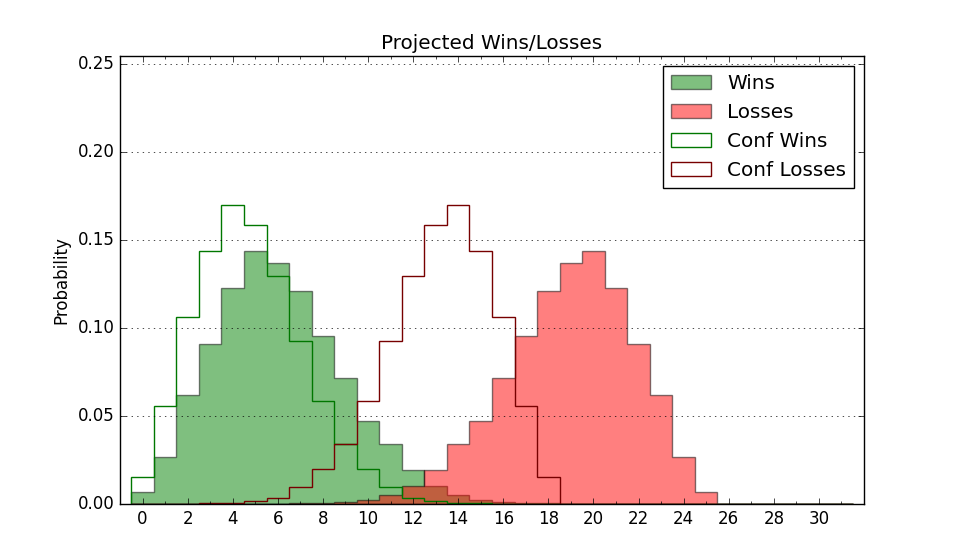 Projected Wins/Losses
0.25
0.20
0.15
0.10
0.05
0.00
Probability
Wins
Losses
Conf Wins
Conf Losses
0 2 4 6 8 10 12 14 16 18 20 22 24 26 28 30